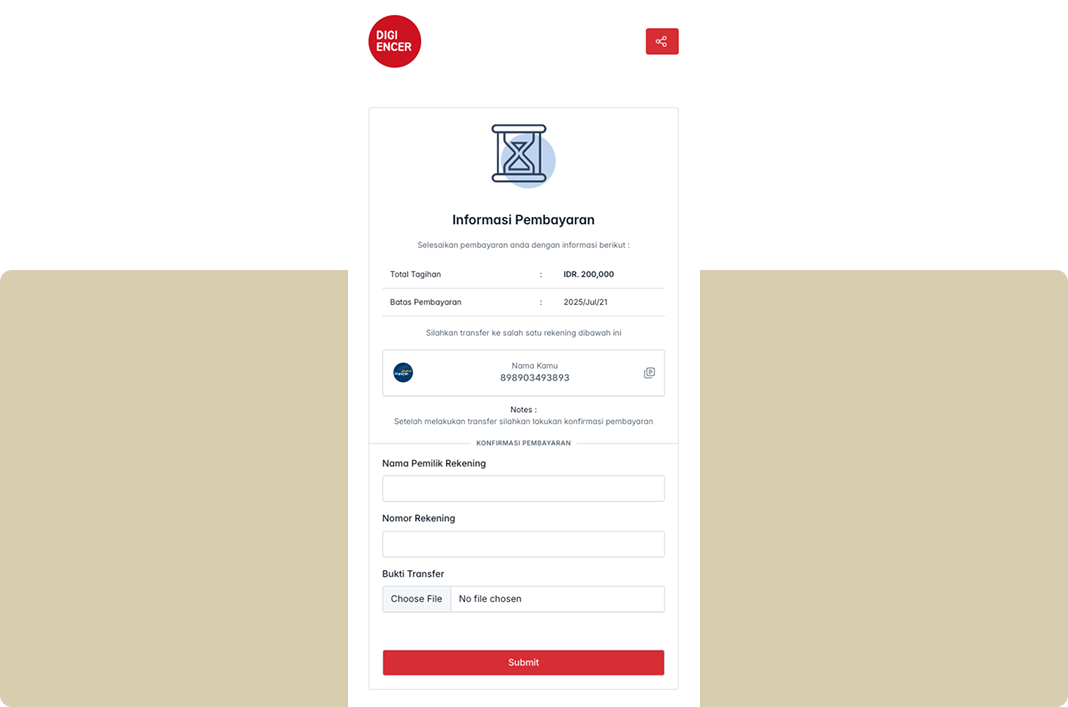 DIGI
ENCER
Informasi Pembayaran
Selesaikan pembayaran anda dengan informasi berikut :
Total Tagihan : IDR. 200,000
Batas Pembayaran : 2025/Jul/21
Silahkan transfer ke salah satu rekening dibawah ini
Nama Kamu
898903493893
Notes :
Setelah melakukan transfer silahkan lakukan konfirmasi pembayaran
KONFIRMASI PEMBAYARAN
Nama Pemilik Rekening
Nomor Rekening
Bukti Transfer
Choose File No file chosen
Submit